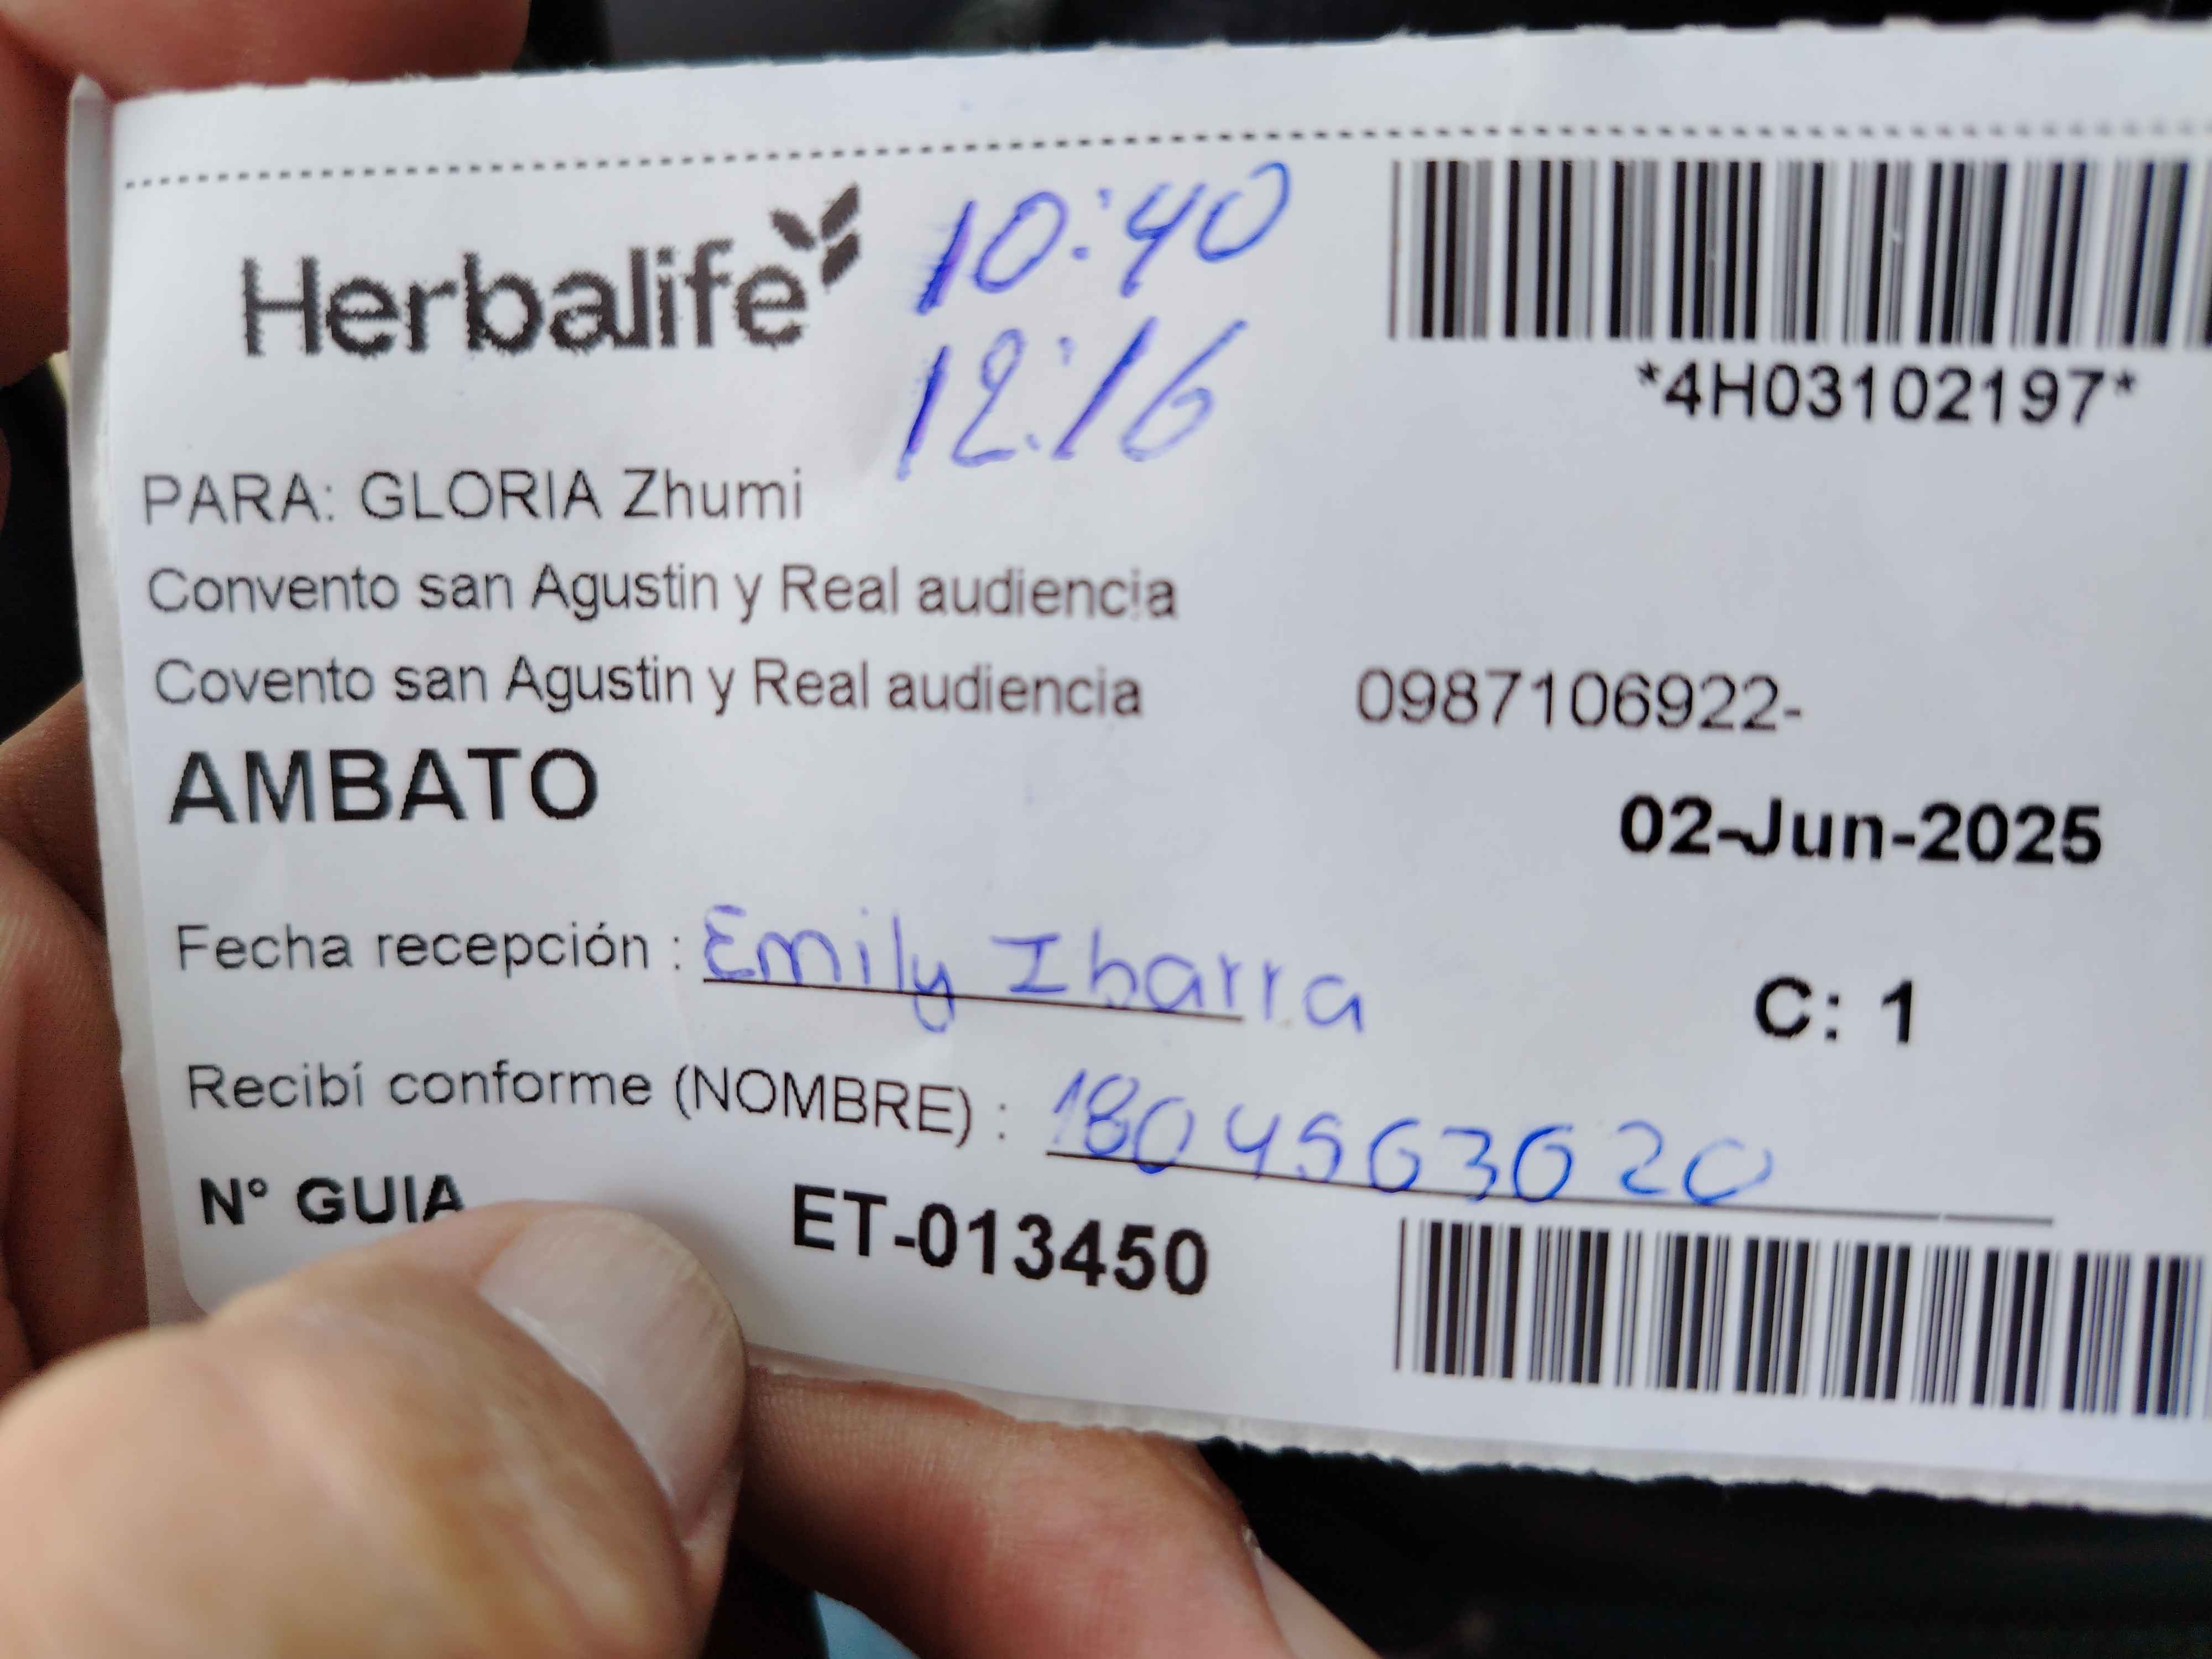 Herbalife
10:40
12:16
*4H03102197*
PARA: GLORIA Zhumi
Convento san Agustin y Real audiencia
Covento san Agustin y Real audiencia 0987106922-
AMBATO
02-Jun-2025
Fecha recepción : Emily Ibarra
C: 1
Recibí conforme (NOMBRE) : 1804563620
N° GUIA ET-013450